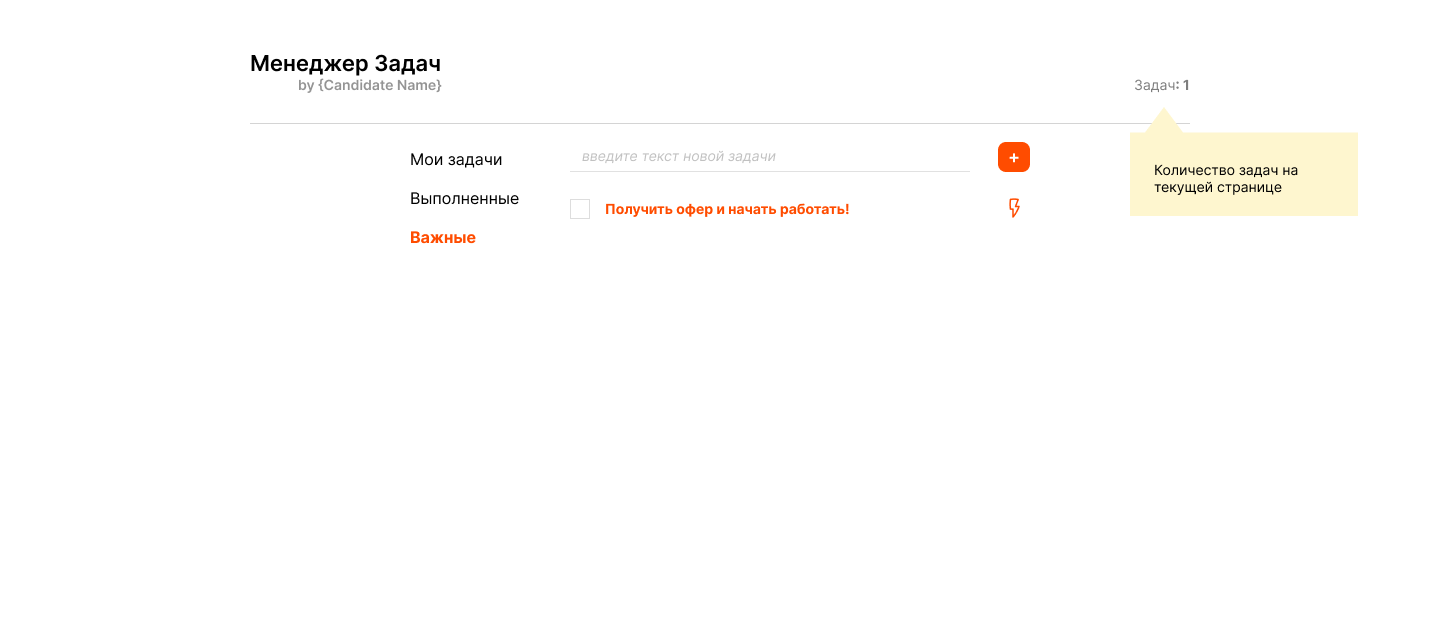 Менеджер Задач
by {Candidate Name}
Задач: 1
Мои задачи
Выполненные
Важные
введите текст новой задачи
+
Получить офер и начать работать!
Количество задач на
текущей странице